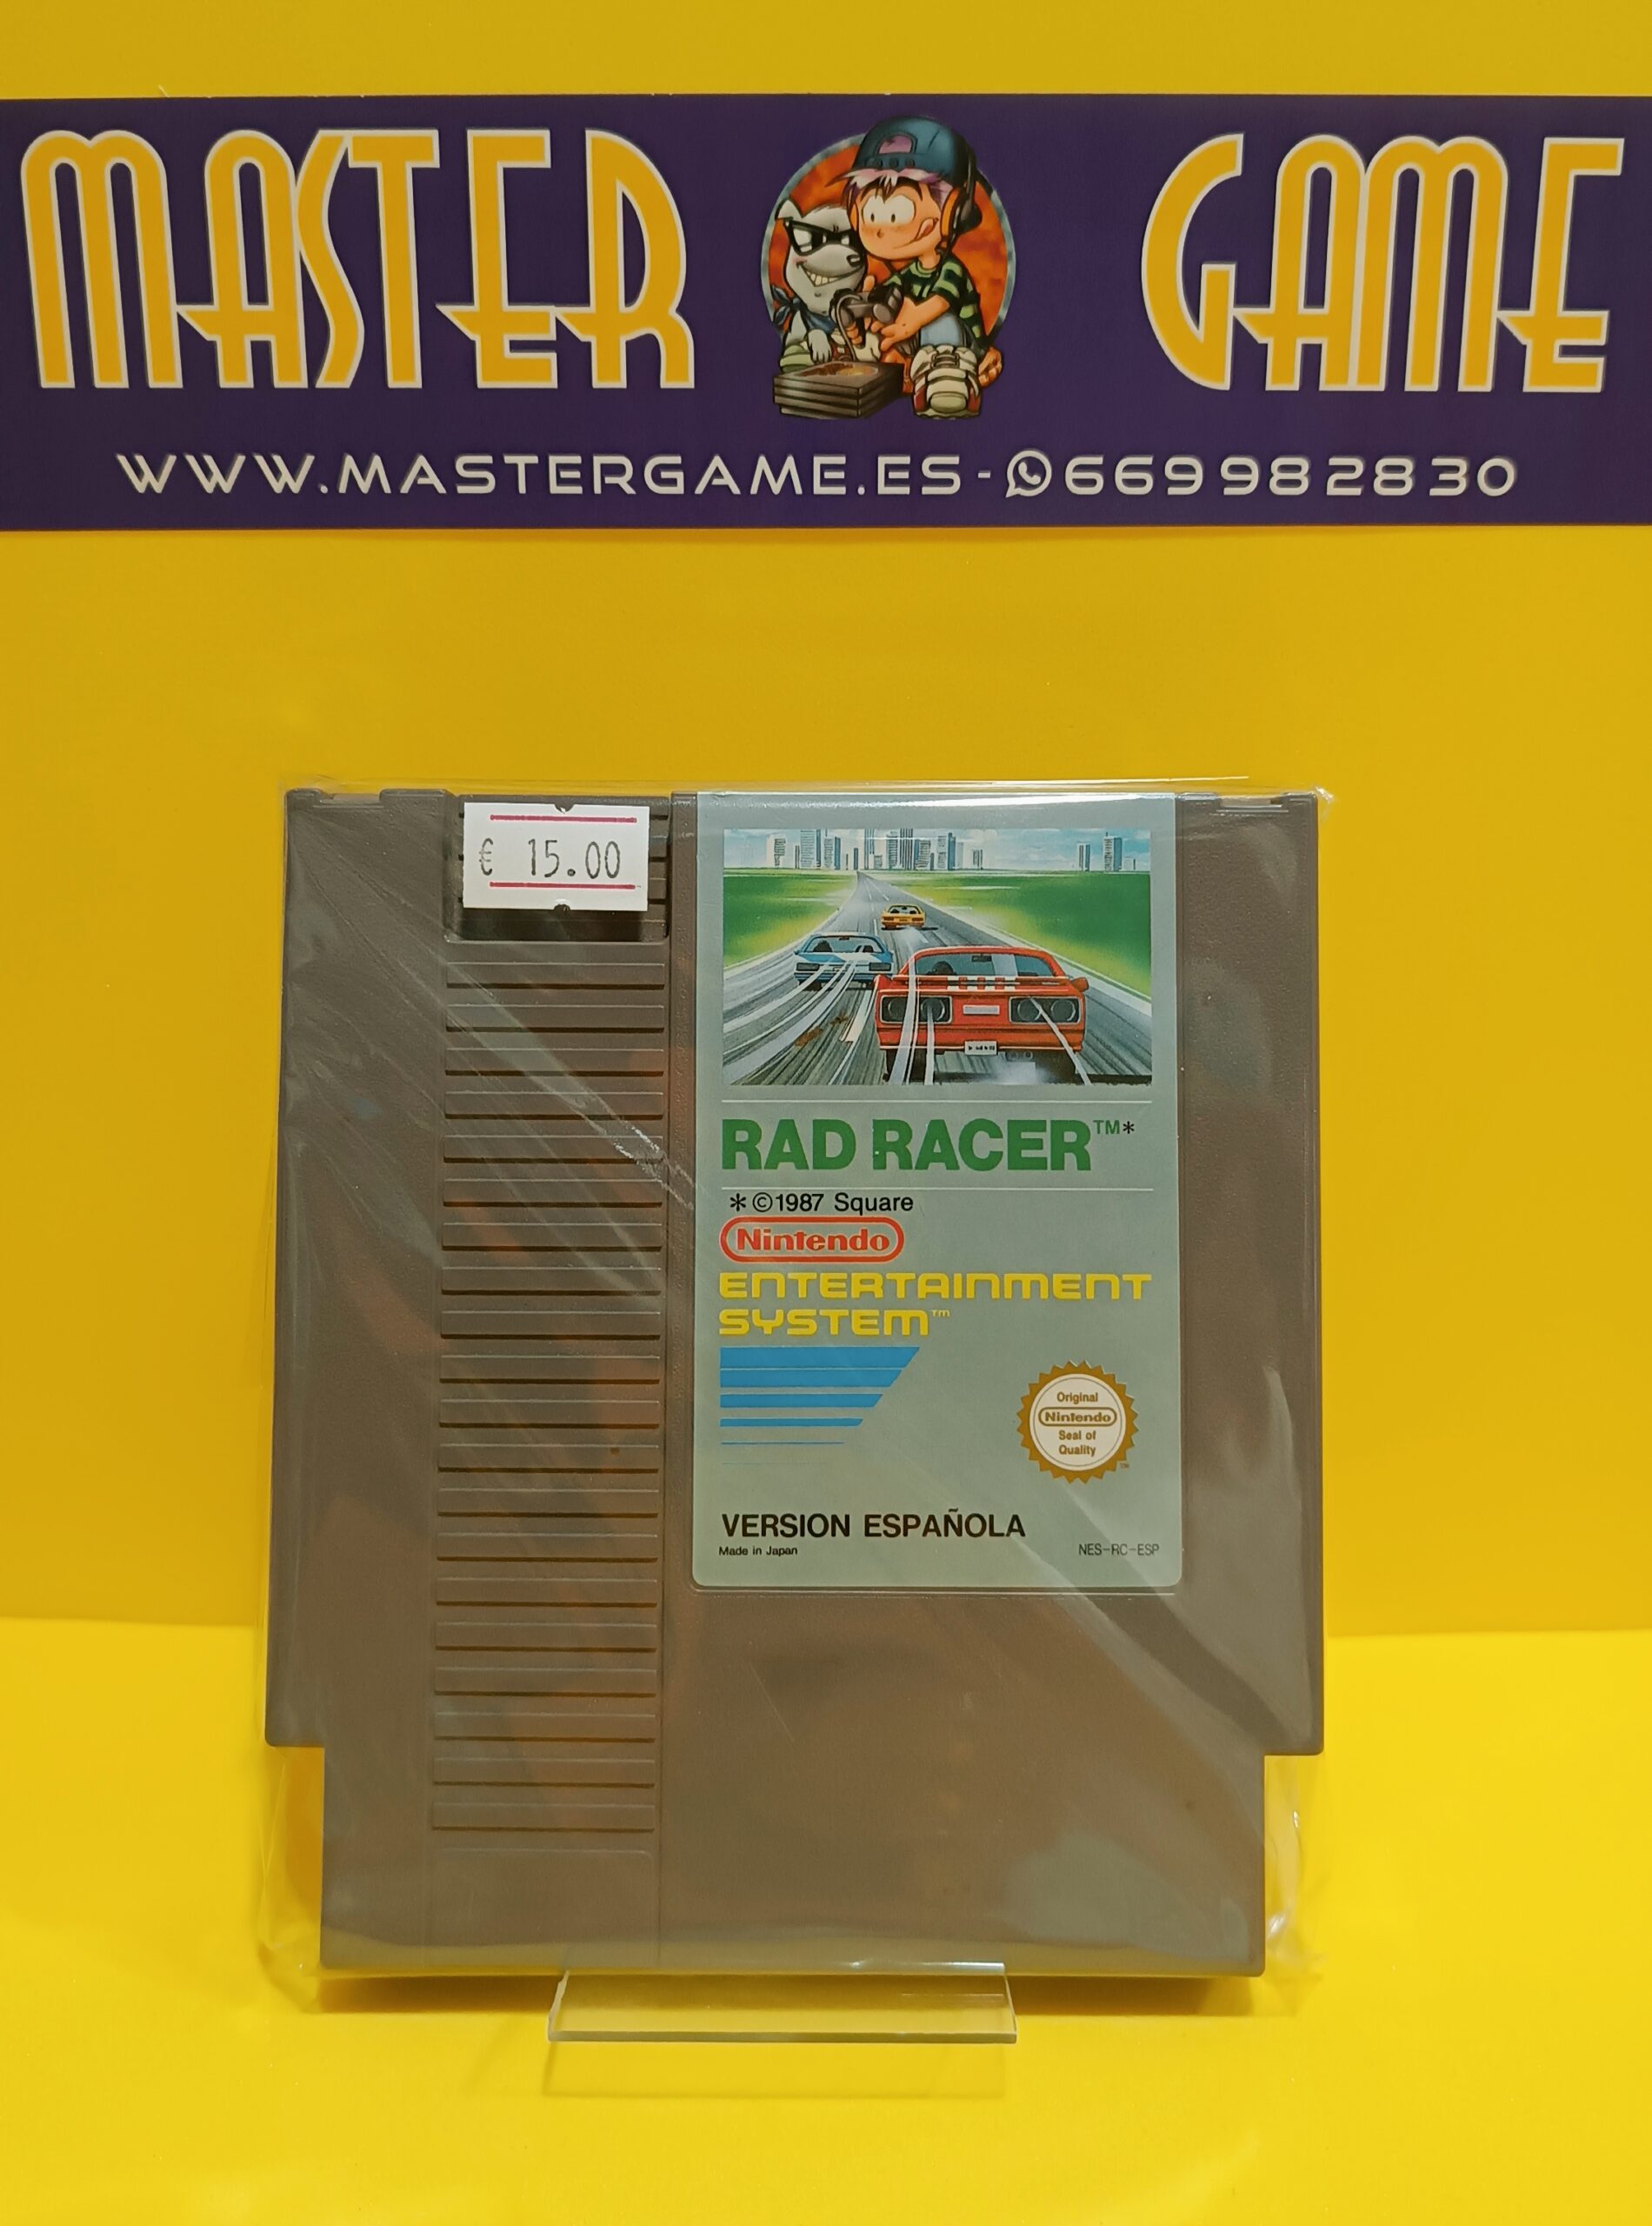 MASTER GAME
WWW.MASTERGAME.ES-669982830
€ 15.00
RAD RACER™*
*©1987 Square
Nintendo
ENTERTAINMENT
SYSTEM™
Original
Nintendo
Seal of
Quality
TM
VERSION ESPAÑOLA
Made in Japan NES-RC-ESP